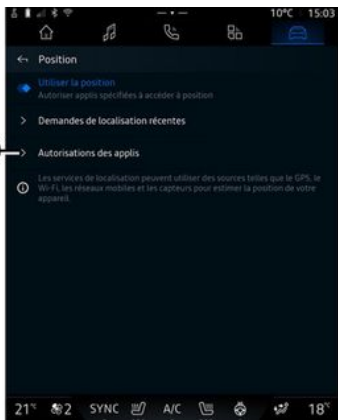 10°C 15:03
Position
Utiliser la position
Autoriser applis spécifiées à accéder à position
Demandes de localisation récentes
Autorisations des applis
Les services de localisation peuvent utiliser des sources telles que le GPS, le
Wi-Fi, les réseaux mobiles et les capteurs pour estimer la position de votre
appareil.
21°C 2 SYNC A/C 18°